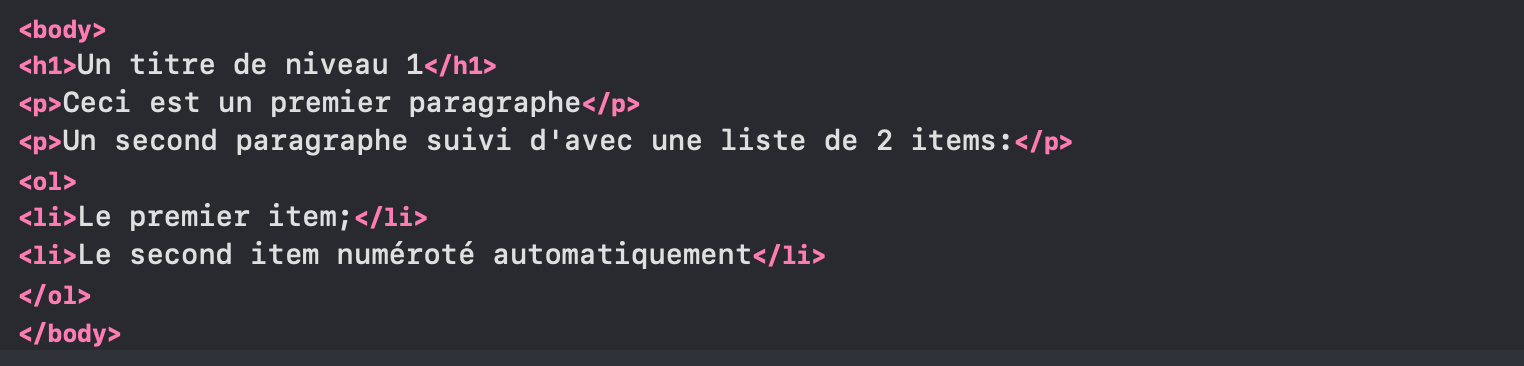 <body>
<h1>Un titre de niveau 1</h1>
<p>Ceci est un premier paragraphe</p>
<p>Un second paragraphe suivi d'avec une liste de 2 items:</p>
<ol>
<li>Le premier item;</li>
<li>Le second item numéroté automatiquement</li>
</ol>
</body>